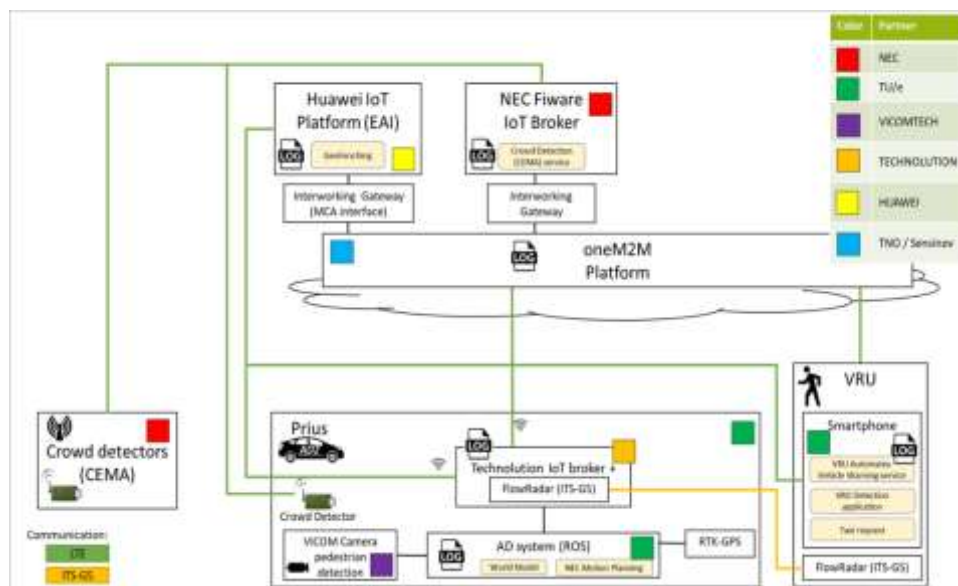 Color Partner
NEC
TU/e
VICOMTECH
TECHNOLUTION
HUAWEI
TNO / Sensinov
Huawei IoT
Platform (EAI)
LOG
Geofencing
NEC Fiware
IoT Broker
LOG
Crowd Detection
(CEMA) service
Interworking Gateway
(MCA interface)
Interworking
Gateway
LOG
oneM2M
Platform
Crowd detectors
(CEMA)
Communication:
LTE
ITS-G5
Prius
LOG
Technolution IoT broker +
FlowRadar (ITS-G5)
Crowd Detector
VICOM Camera
pedestrian
detection
LOG
AD system (ROS)
World Model
NEC Motion Planning
RTK-GPS
VRU
Smartphone
LOG
VRU Automated
Vehicle Warning service
VRU Detection
application
Taxi request
FlowRadar (ITS-G5)